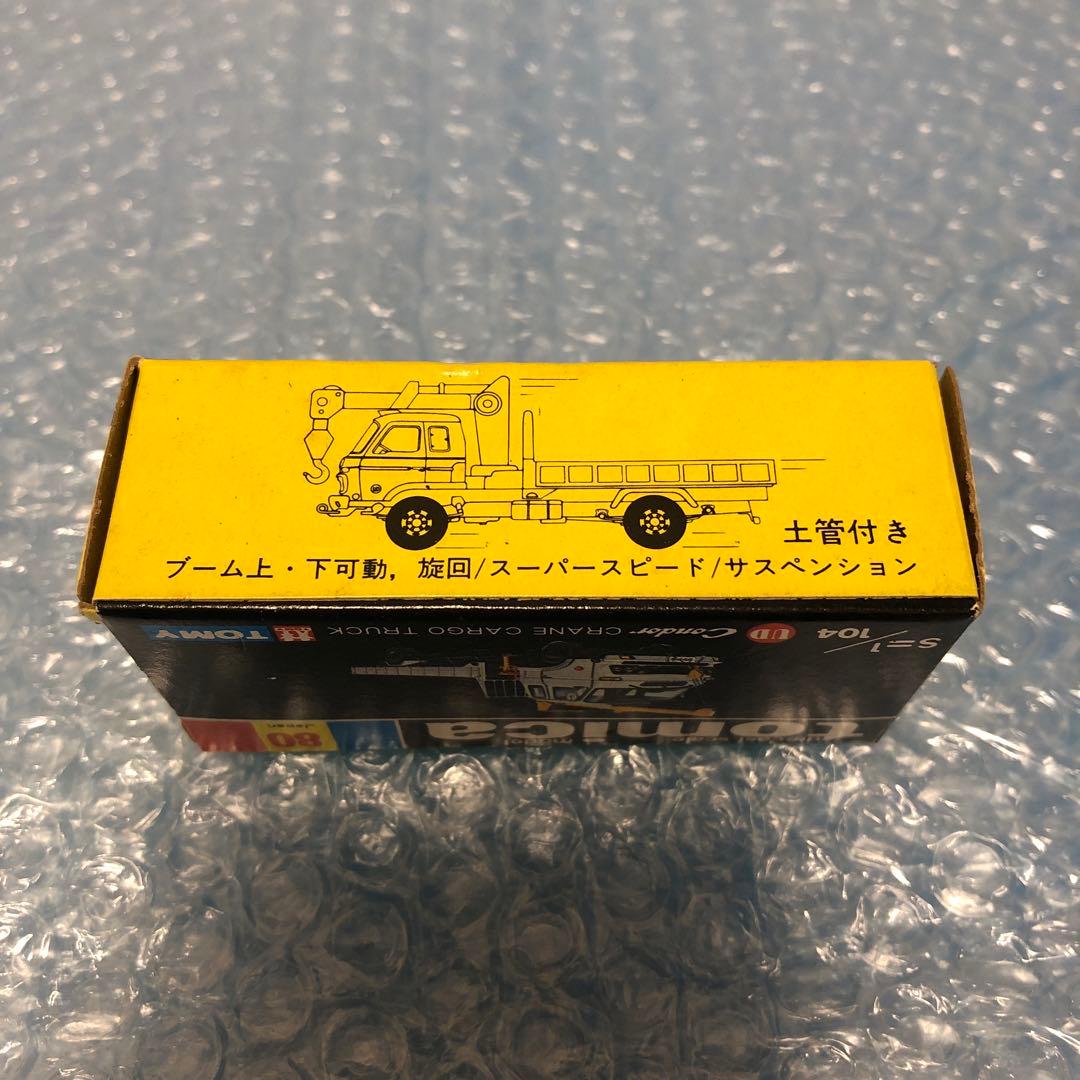 土管付き
ブーム上・下可動，旋回/スーパースピード/サスペンション
S=1/104 UD Condor CRANE CARGO TRUCK TOMY
tomica
80
Japan